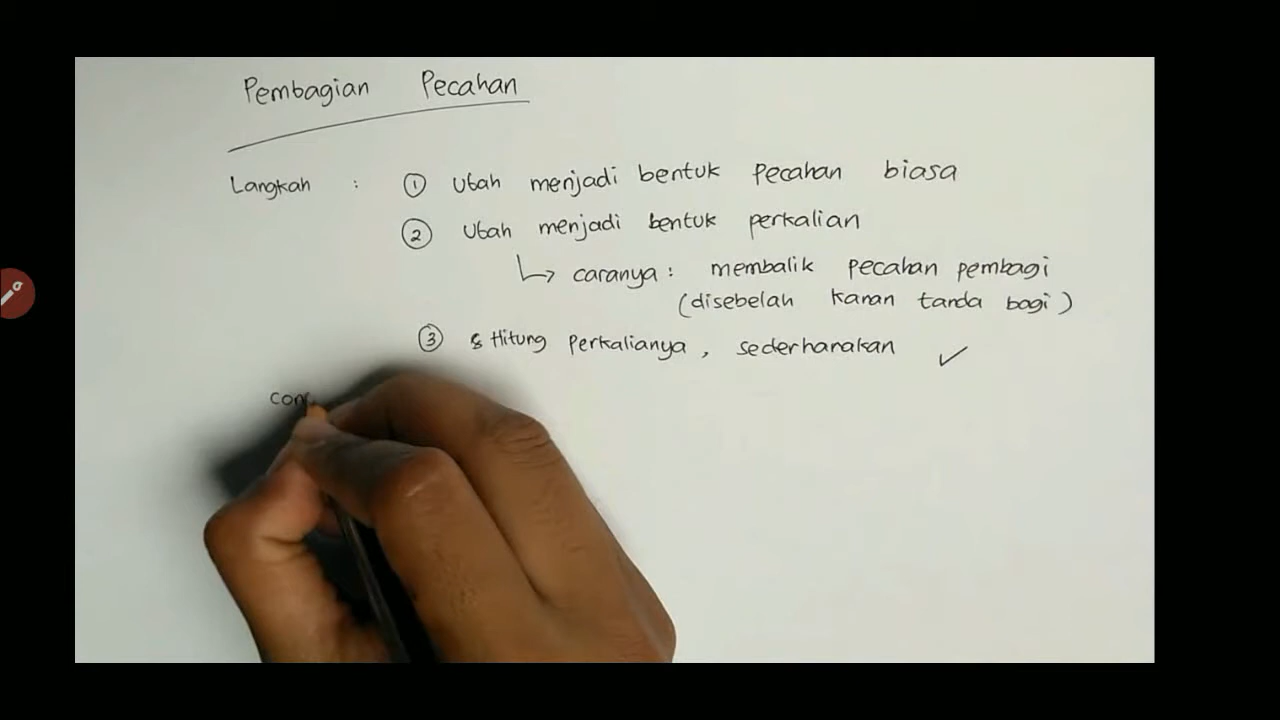 Pembagian Pecahan
Langkah : ① Ubah menjadi bentuk pecahan biasa
② Ubah menjadi bentuk perkalian
↳ caranya : membalik pecahan pembagi
(disebelah kanan tanda bagi)
③ Hitung perkalianya, sederhanakan ✓